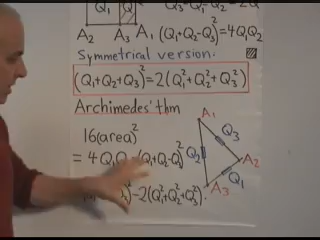 A₂ A₃ A₁ (Q₁+Q₂-Q₃)²=4Q₁Q₂
Symmetrical version.
(Q₁+Q₂+Q₃)²=2(Q₁²+Q₂²+Q₃²)
Archimedes' thm
16(area)²
A₁
Q₃
= 4Q₁Q₂-(Q₁+Q₂-Q₃)²
Q₂
A₂
A₃ Q₁
)²-2(Q₁²+Q₂²+Q₃²).